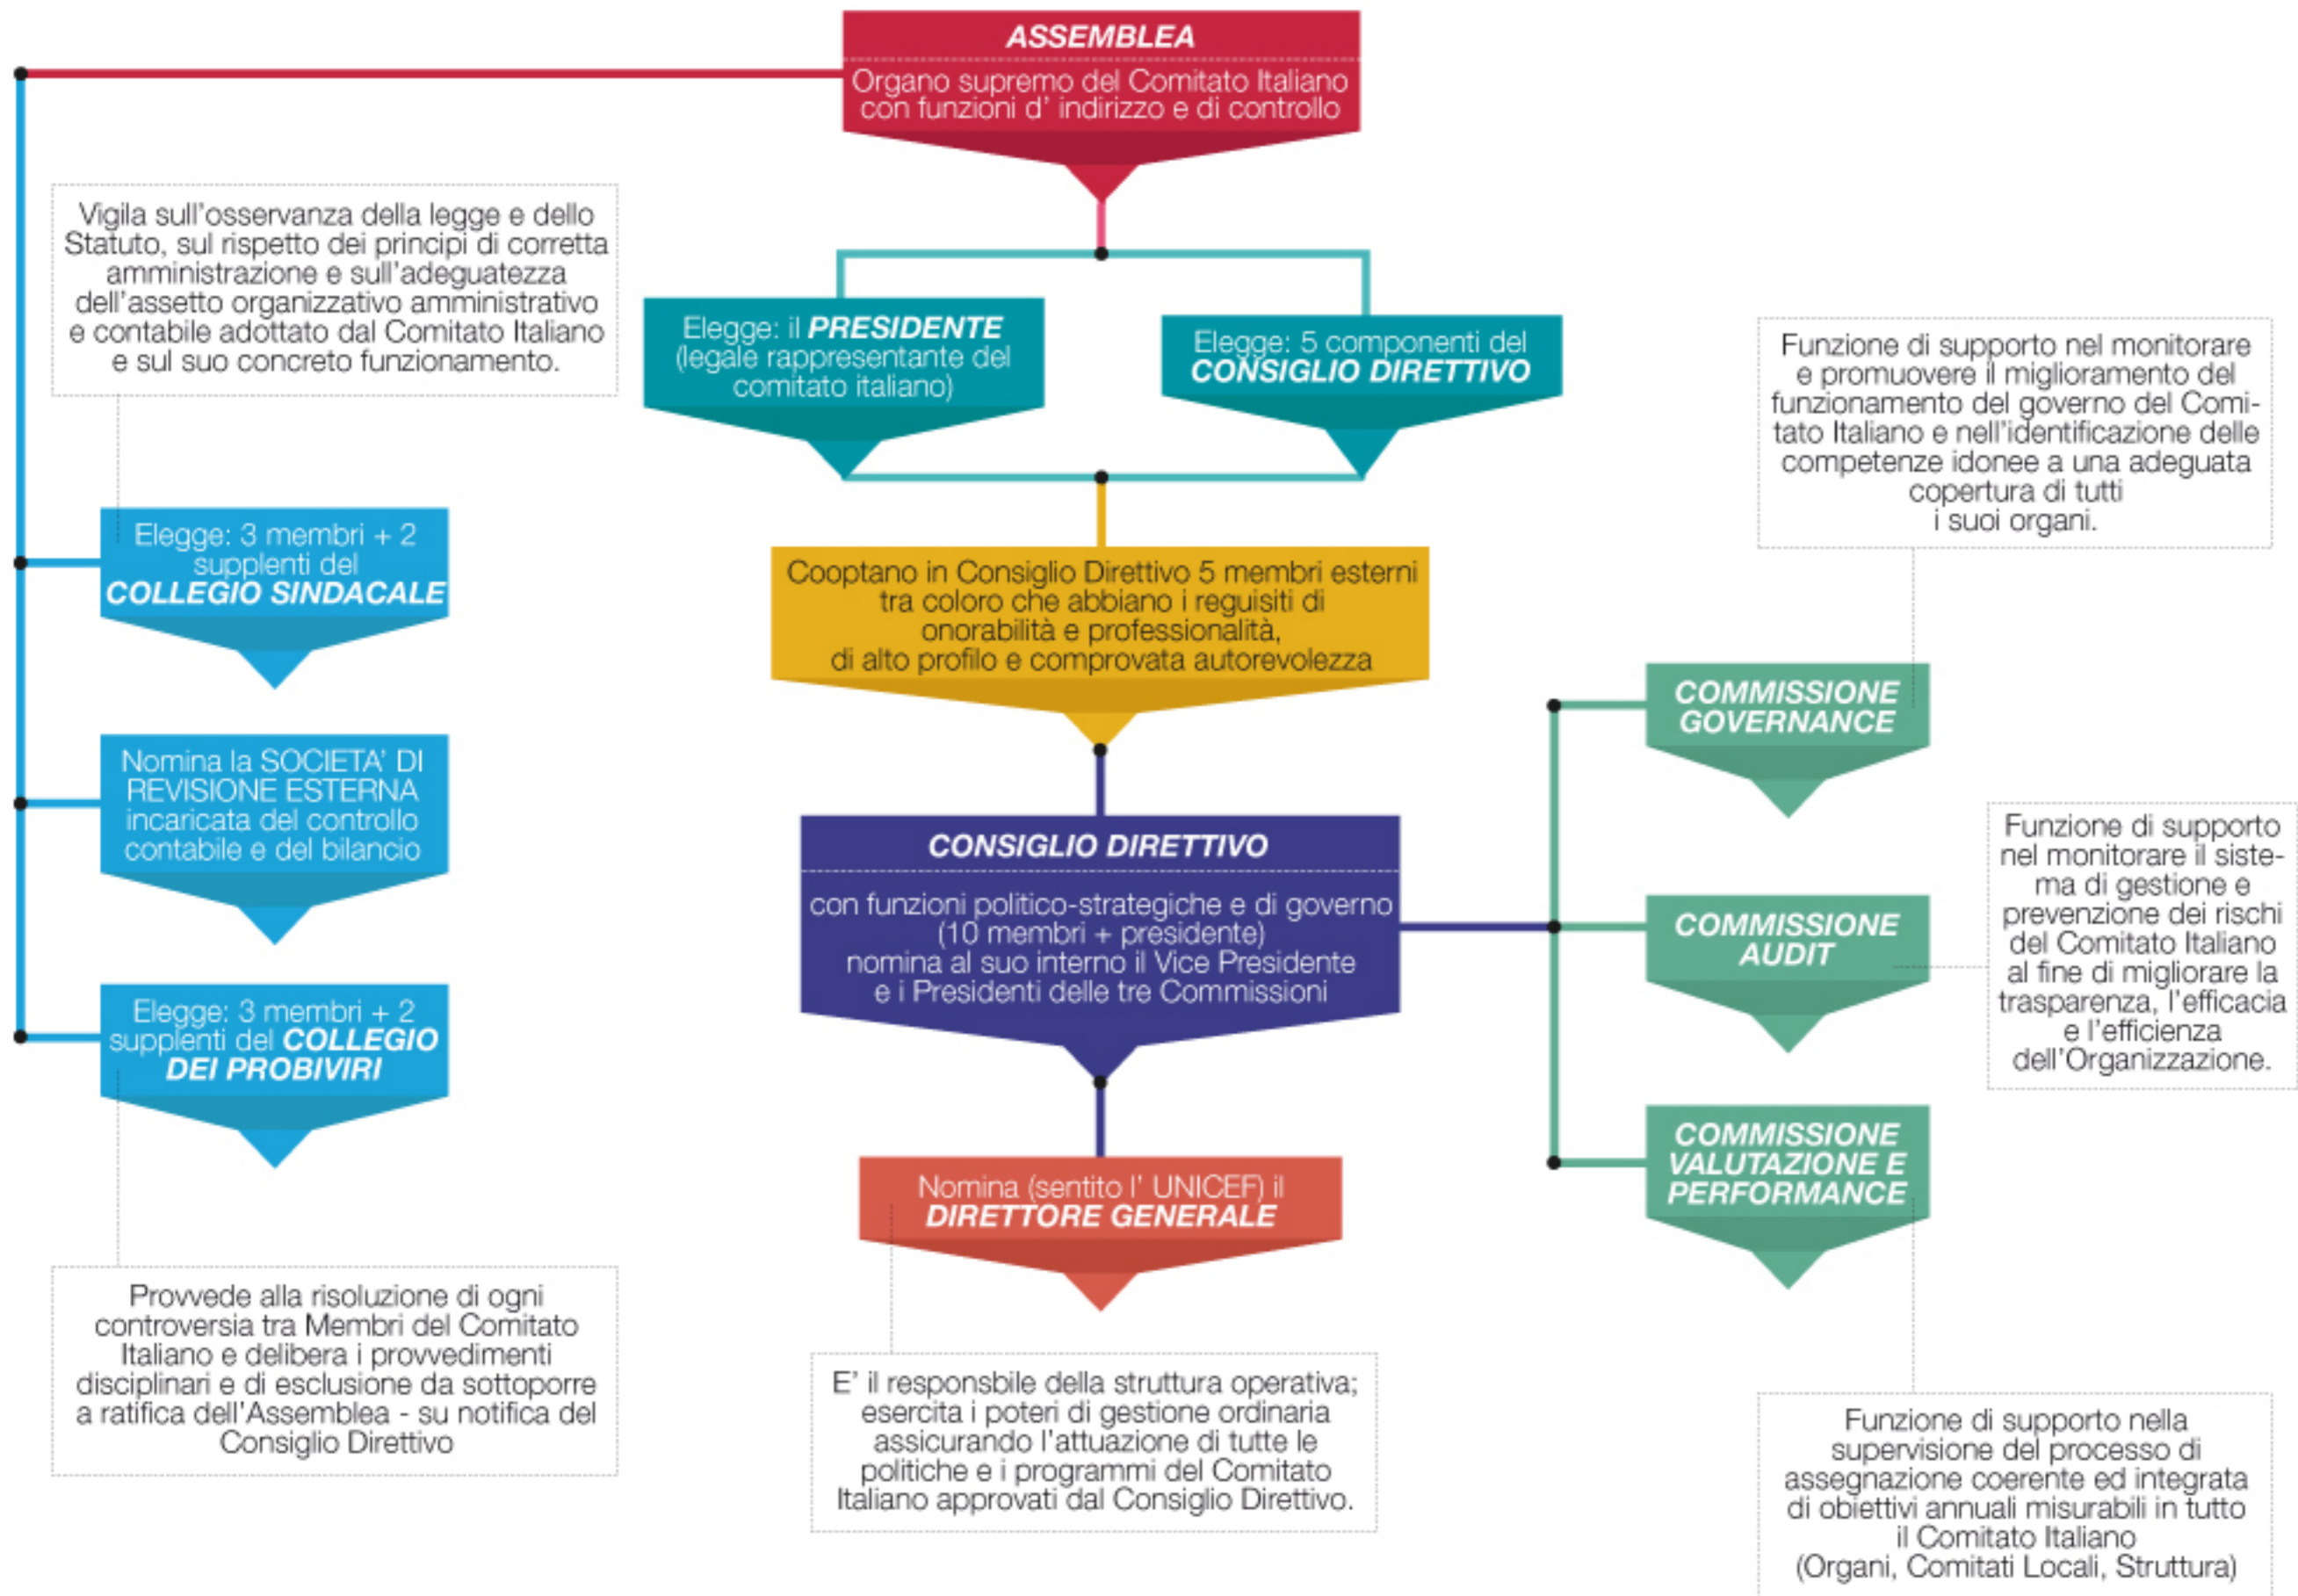 ASSEMBLEA
Organo supremo del Comitato Italiano
con funzioni d' indirizzo e di controllo
Vigila sull'osservanza della legge e dello
Statuto, sul rispetto dei principi di corretta
amministrazione e sull'adeguatezza
dell'assetto organizzativo amministrativo
e contabile adottato dal Comitato Italiano
e sul suo concreto funzionamento.
Elegge: il PRESIDENTE
(legale rappresentante del
comitato italiano)
Elegge: 5 componenti del
CONSIGLIO DIRETTIVO
Funzione di supporto nel monitorare
e promuovere il miglioramento del
funzionamento del governo del Comi-
tato Italiano e nell'identificazione delle
competenze idonee a una adeguata
copertura di tutti
i suoi organi.
Elegge: 3 membri + 2
supplenti del
COLLEGIO SINDACALE
Cooptano in Consiglio Direttivo 5 membri esterni
tra coloro che abbiano i reguisiti di
onorabilità e professionalità,
di alto profilo e comprovata autorevolezza
COMMISSIONE
GOVERNANCE
Nomina la SOCIETA' DI
REVISIONE ESTERNA
incaricata del controllo
contabile e del bilancio
CONSIGLIO DIRETTIVO
con funzioni politico-strategiche e di governo
(10 membri + presidente)
nomina al suo interno il Vice Presidente
e i Presidenti delle tre Commissioni
COMMISSIONE
AUDIT
Funzione di supporto
nel monitorare il siste-
ma di gestione e
prevenzione dei rischi
del Comitato Italiano
al fine di migliorare la
trasparenza, l'efficacia
e l'efficienza
dell'Organizzazione.
Elegge: 3 membri + 2
supplenti del COLLEGIO
DEI PROBIVIRI
COMMISSIONE
VALUTAZIONE E
PERFORMANCE
Nomina (sentito l' UNICEF) il
DIRETTORE GENERALE
Provvede alla risoluzione di ogni
controversia tra Membri del Comitato
Italiano e delibera i provvedimenti
disciplinari e di esclusione da sottoporre
a ratifica dell'Assemblea - su notifica del
Consiglio Direttivo
E' il responsbile della struttura operativa;
esercita i poteri di gestione ordinaria
assicurando l'attuazione di tutte le
politiche e i programmi del Comitato
Italiano approvati dal Consiglio Direttivo.
Funzione di supporto nella
supervisione del processo di
assegnazione coerente ed integrata
di obiettivi annuali misurabili in tutto
il Comitato Italiano
(Organi, Comitati Locali, Struttura)